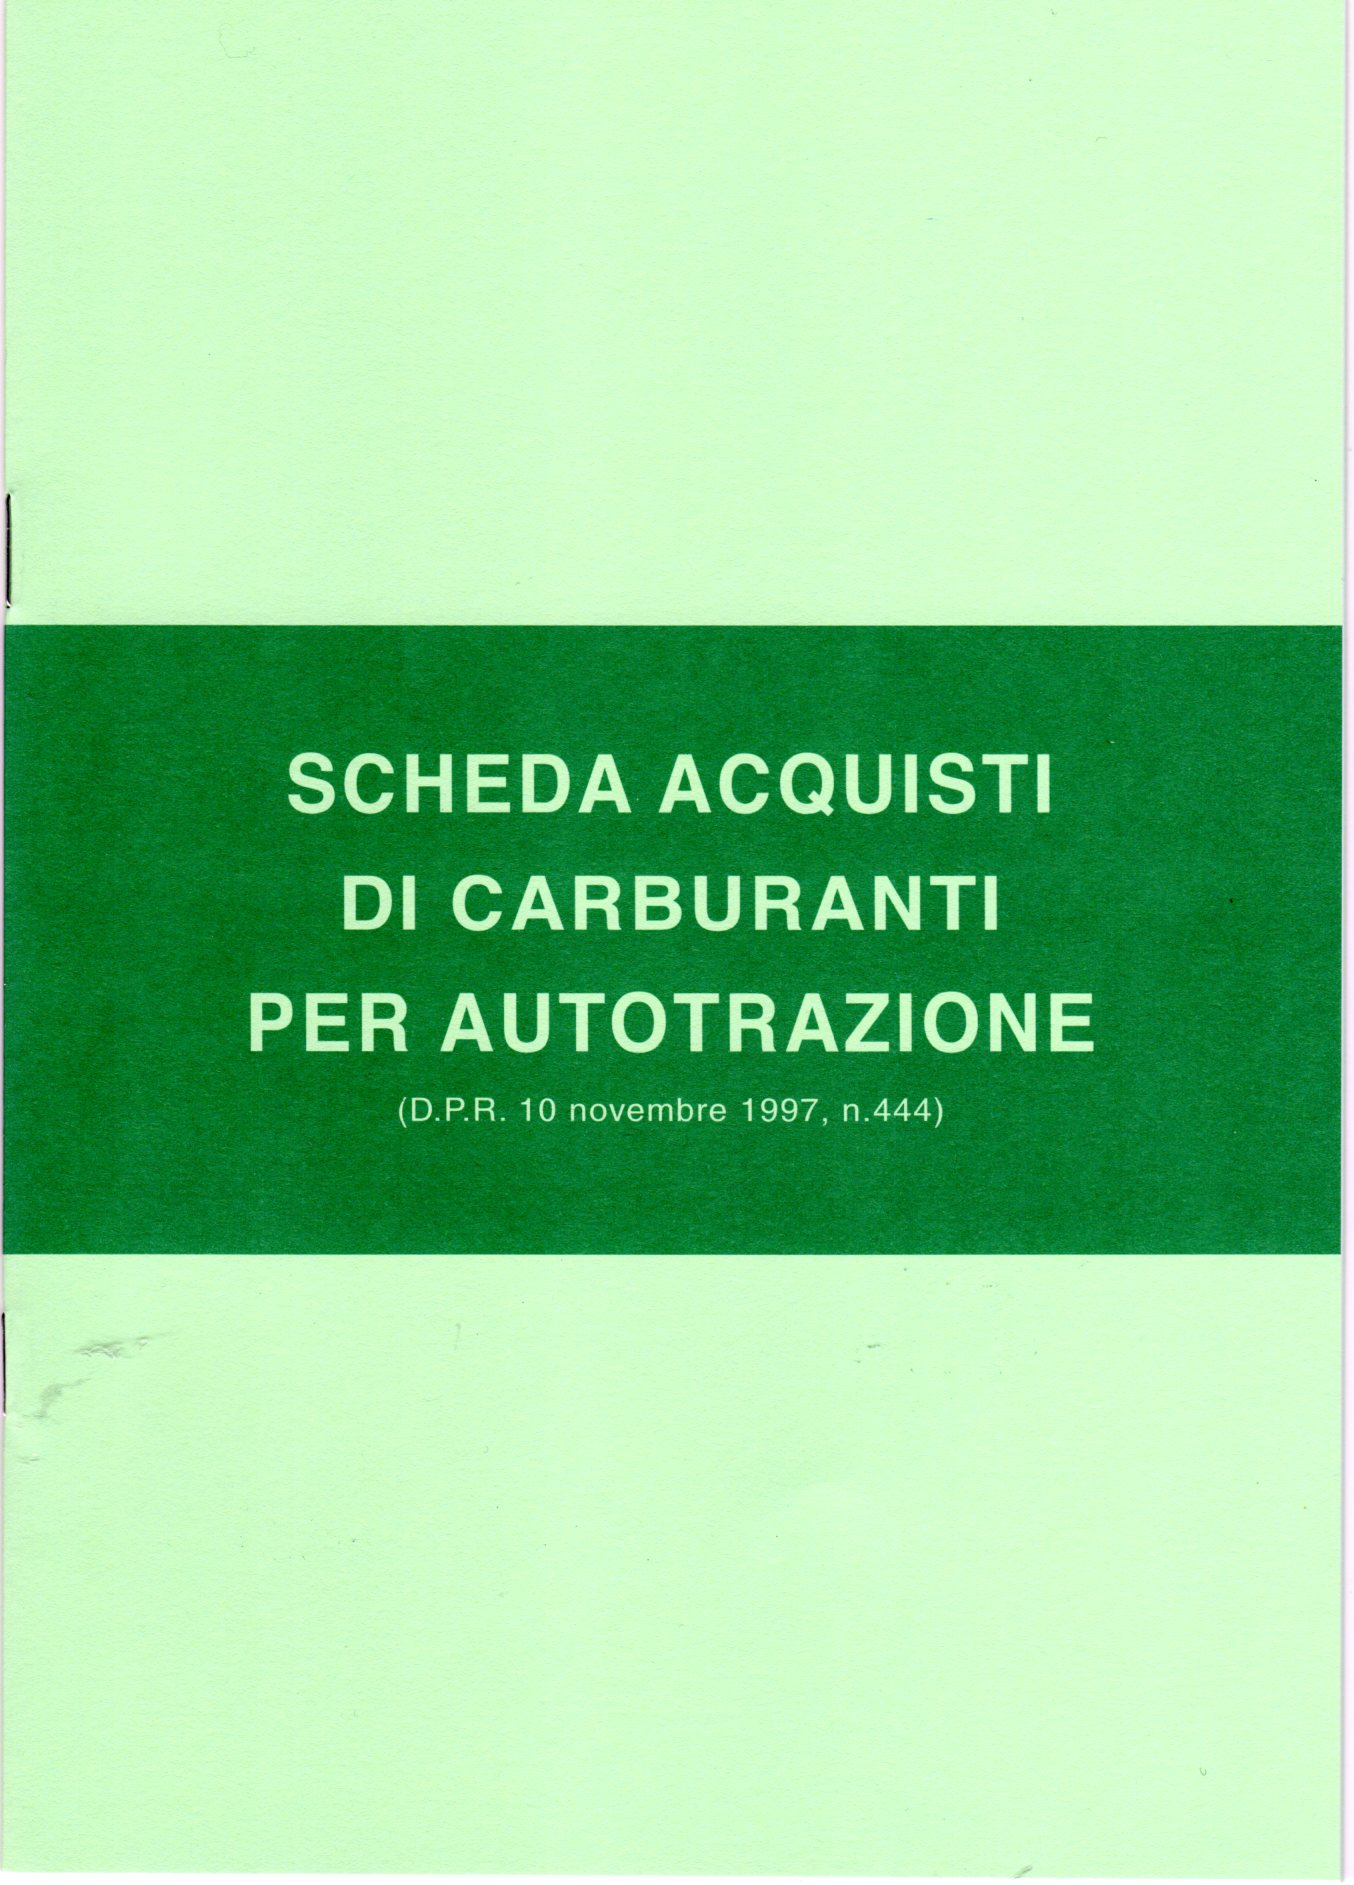 SCHEDA ACQUISTI
DI CARBURANTI
PER AUTOTRAZIONE
(D.P.R. 10 novembre 1997, n.444)